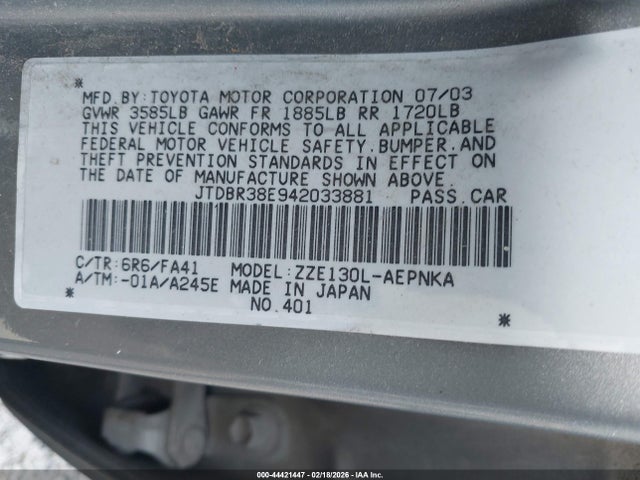 *
MFD.BY:TOYOTA MOTOR CORPORATION 07/03
GVWR 3585LB GAWR FR 1885LB RR 1720LB
THIS VEHICLE CONFORMS TO ALL APPLICABLE
FEDERAL MOTOR VEHICLE SAFETY.BUMPER.AND
THEFT PREVENTION STANDARDS IN EFFECT ON
THE DATE OF MANUFACTURE SHOWN ABOVE.
JTDBR38E942033881 PASS.CAR
C/TR:6R6/FA41 MODEL:ZZE130L-AEPNKA
A/TM:-01A/A245E MADE IN JAPAN
* NO.401 *
000-44421447 - 02/18/2026 - IAA Inc.